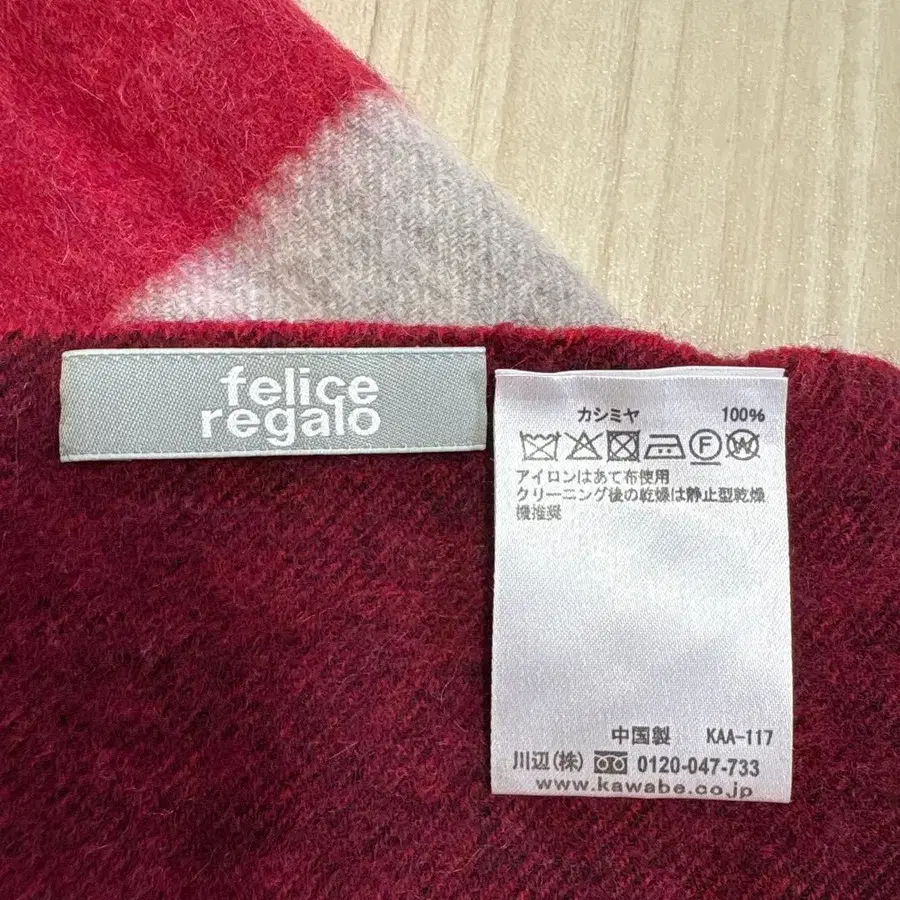 felice
regalo
カシミヤ 100%
アイロンはあて布使用
クリーニング後の乾燥は静止型乾燥
機推奨
中国製 KAA-117
川辺(株) 0120-047-733
www.kawabe.co.jp